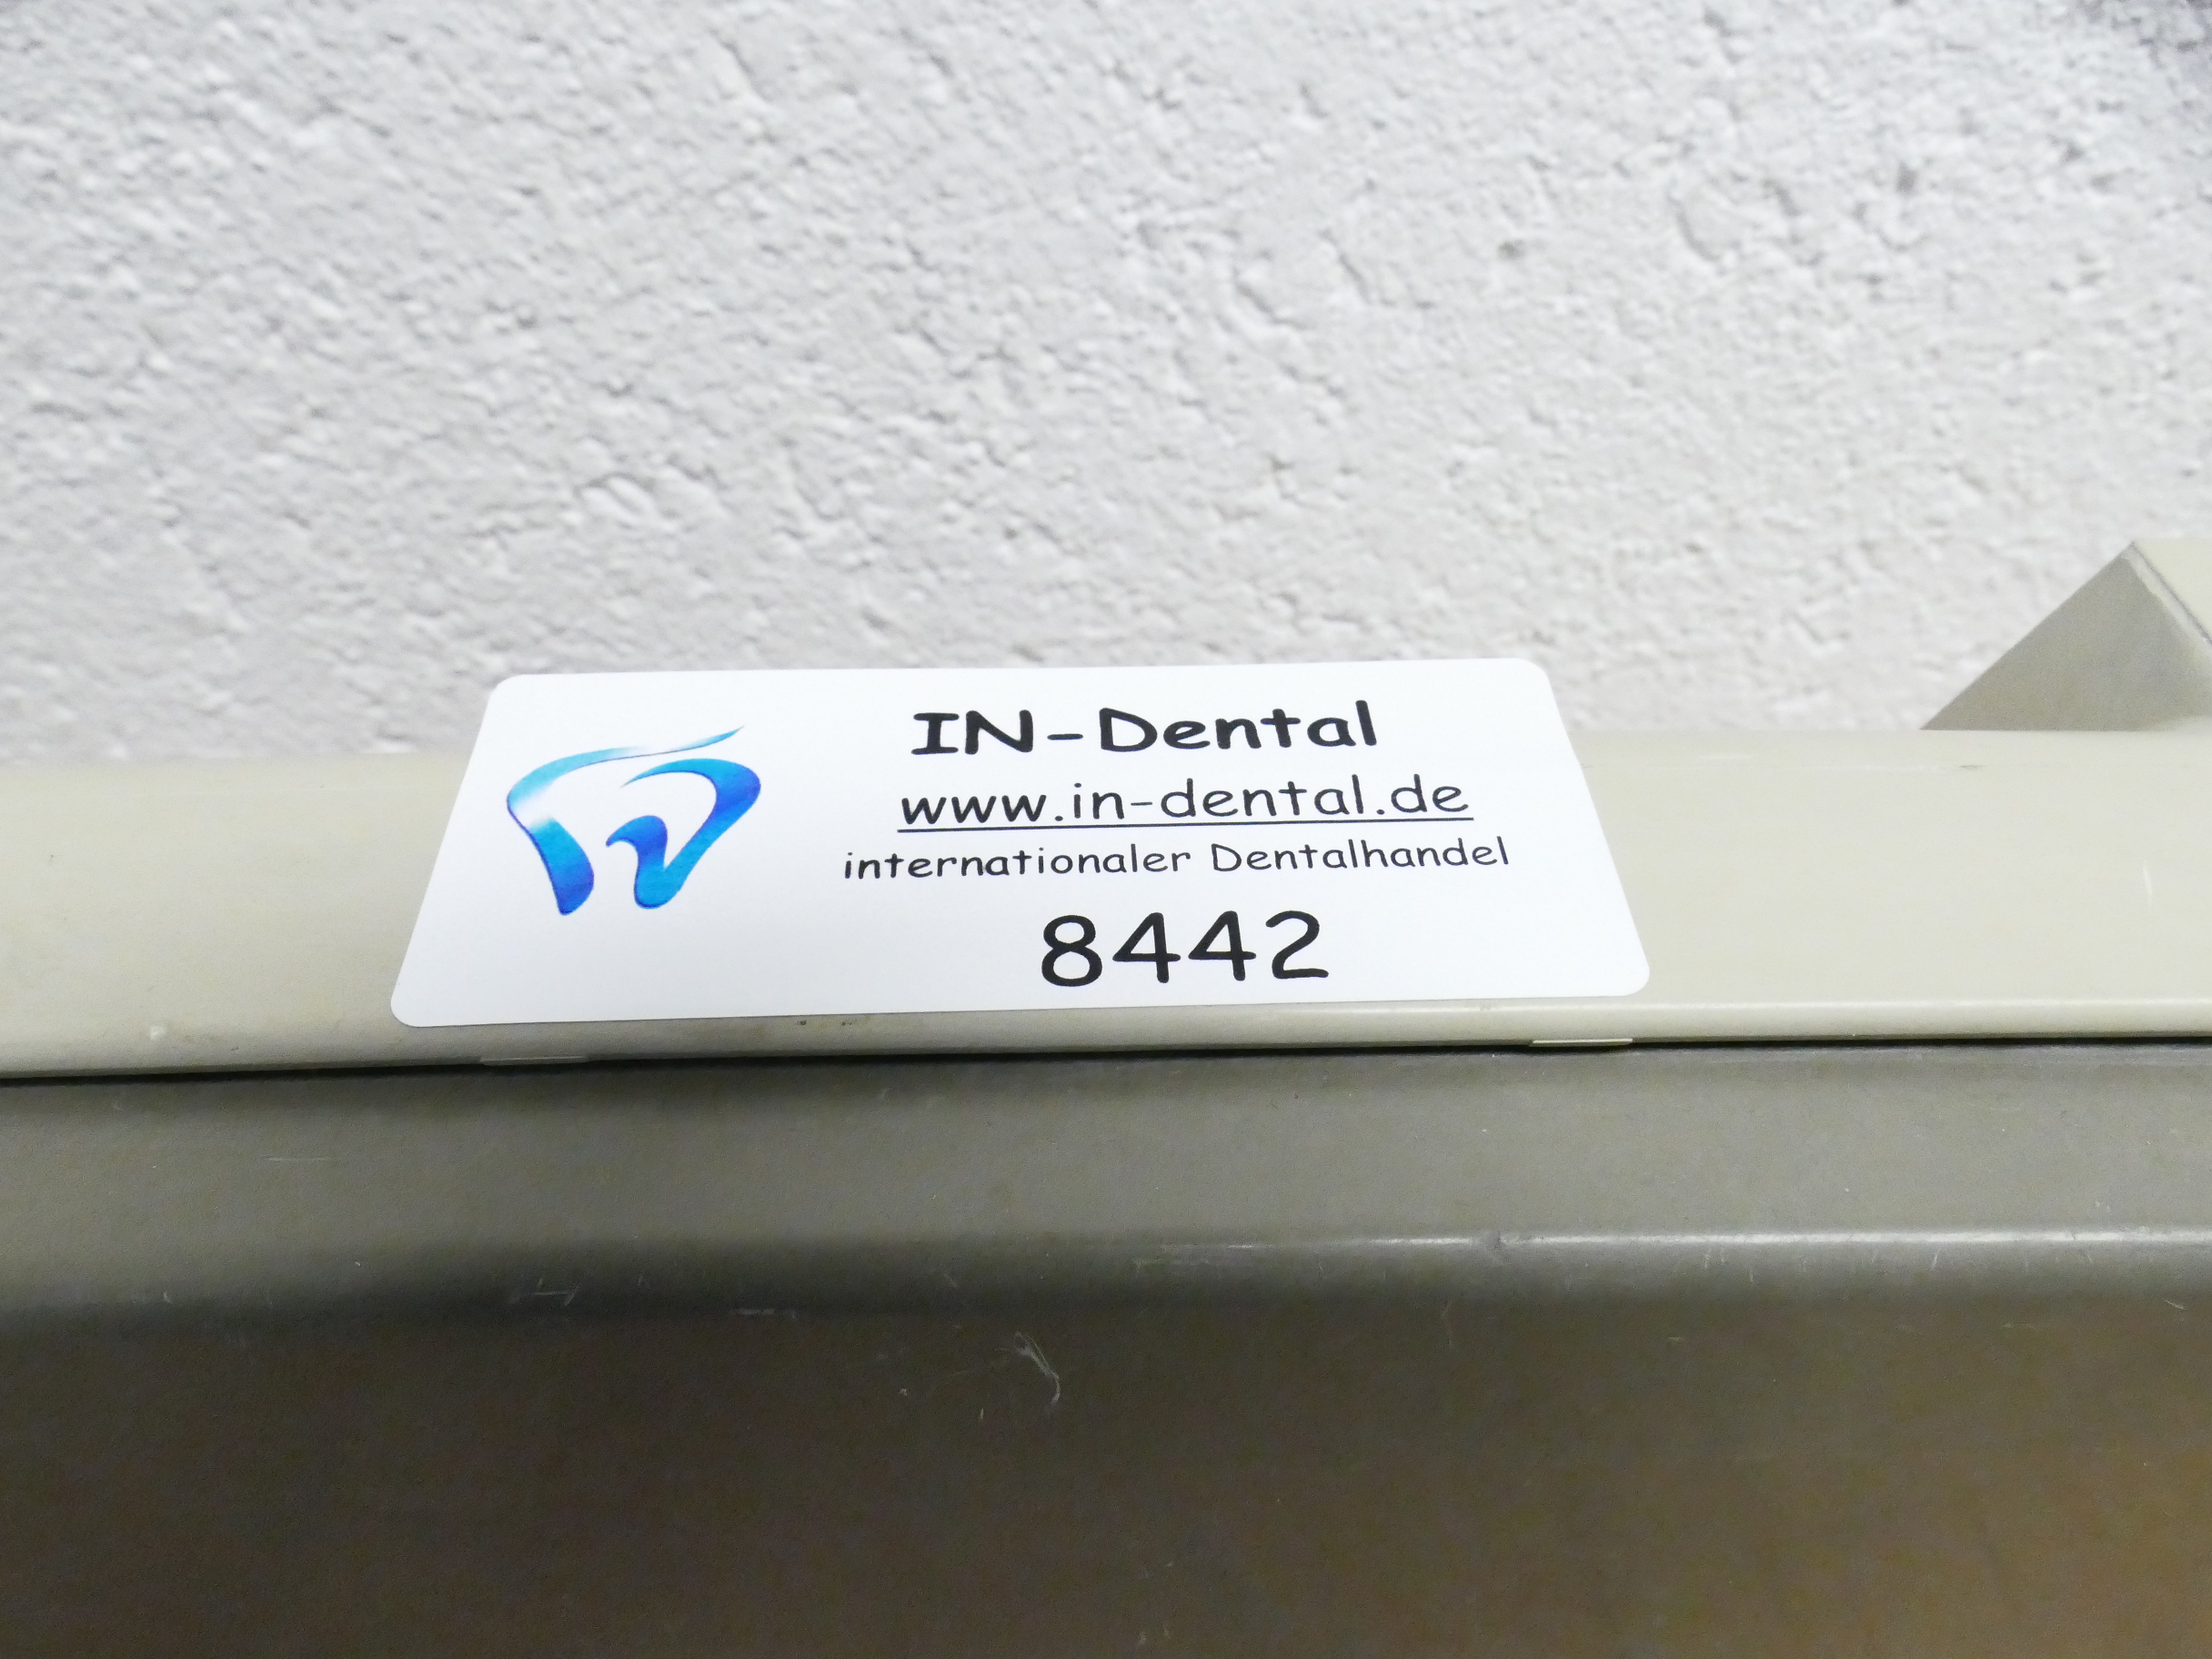 IN-Dental
www.in-dental.de
internationaler Dentalhandel
8442